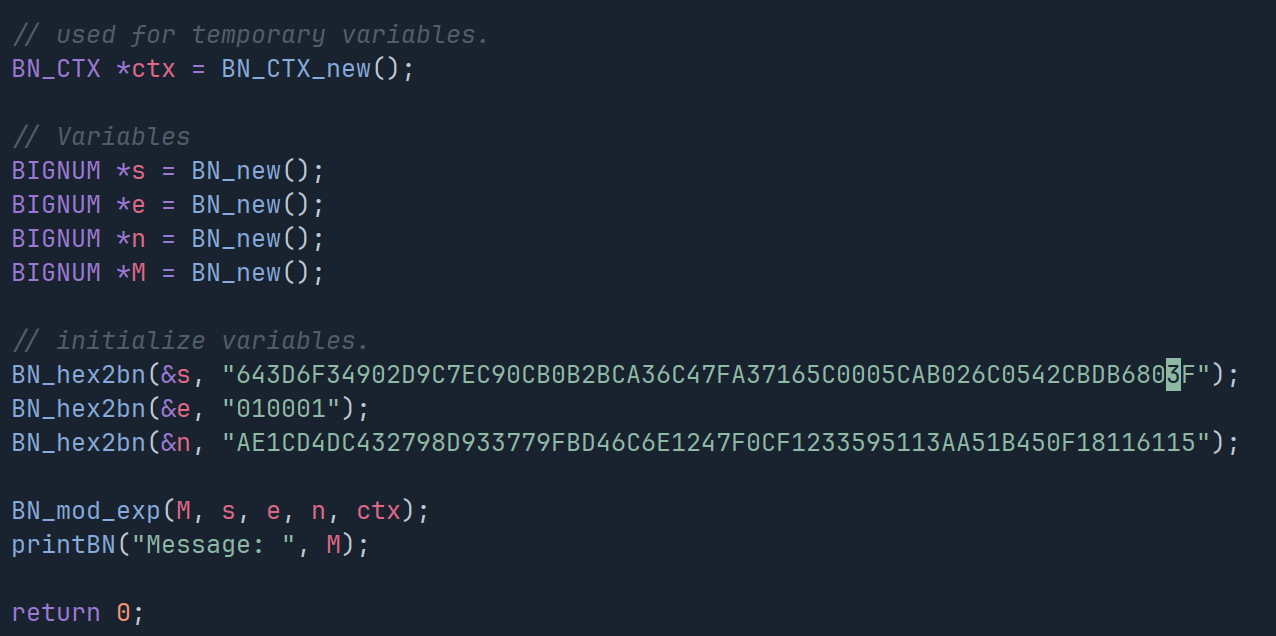 // used for temporary variables.
BN_CTX *ctx = BN_CTX_new();
// Variables
BIGNUM *s = BN_new();
BIGNUM *e = BN_new();
BIGNUM *n = BN_new();
BIGNUM *M = BN_new();
// initialize variables.
BN_hex2bn(&s, "643D6F34902D9C7EC90CB0B2BCA36C47FA37165C0005CAB026C0542CBDB6803F");
BN_hex2bn(&e, "010001");
BN_hex2bn(&n, "AE1CD4DC432798D933779FBD46C6E1247F0CF1233595113AA51B450F18116115");
BN_mod_exp(M, s, e, n, ctx);
printBN("Message: ", M);
return 0;